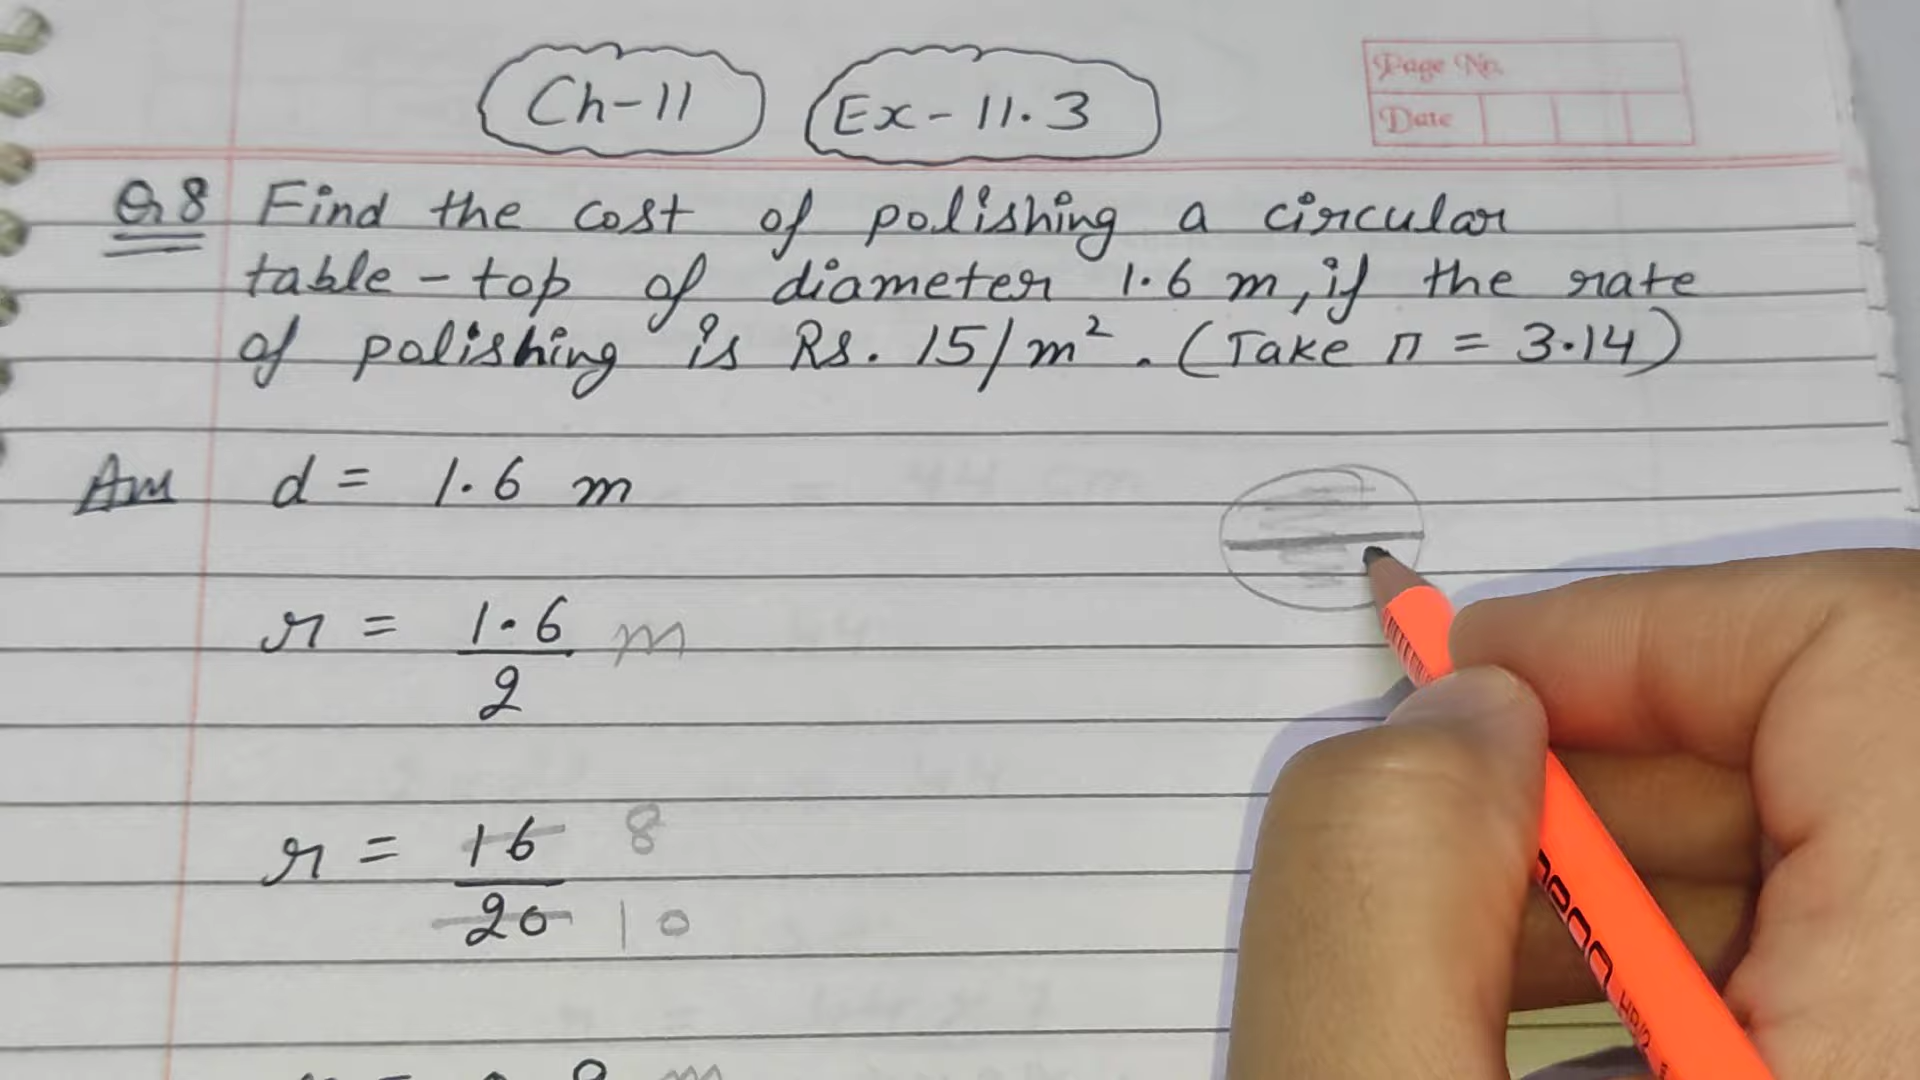 Ch-11 Ex-11.3
Page No.
Date
Q8 Find the cost of polishing a circular
table-top of diameter 1.6 m, if the rate
of polishing is Rs. 15/m². (Take π = 3.14)
Ans d = 1.6 m
r = 1.6/2 m
r = 16/20 8/10
HB/2